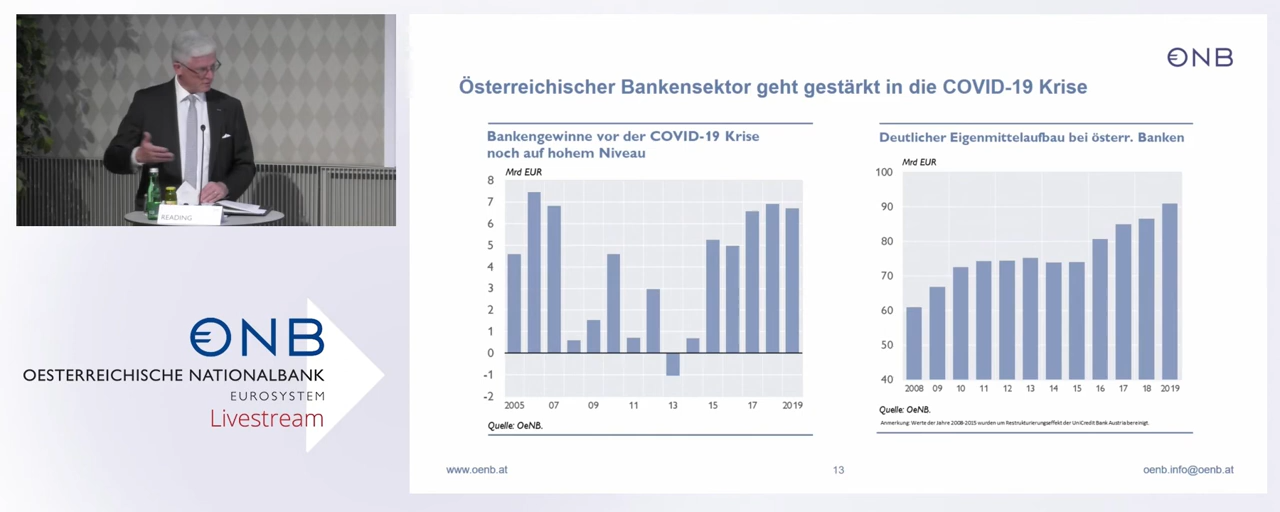 READING
ONB
OESTERREICHISCHE NATIONALBANK
EUROSYSTEM
Livestream
ONB
Österreichischer Bankensektor geht gestärkt in die COVID-19 Krise
Bankengewinne vor der COVID-19 Krise
noch auf hohem Niveau
Mrd EUR
8
7
6
5
4
3
2
1
0
-1
-2
2005 07 09 11 13 15 17 2019
Quelle: OeNB.
Deutlicher Eigenmittelaufbau bei österr. Banken
Mrd EUR
100
90
80
70
60
50
40
2008 09 10 11 12 13 14 15 16 17 18 2019
Quelle: OeNB.
Anmerkung: Werte der Jahre 2008-2015 wurden um Restrukturierungseffekt der UniCredit Bank Austria bereinigt.
www.oenb.at
13
oenb.info@oenb.at